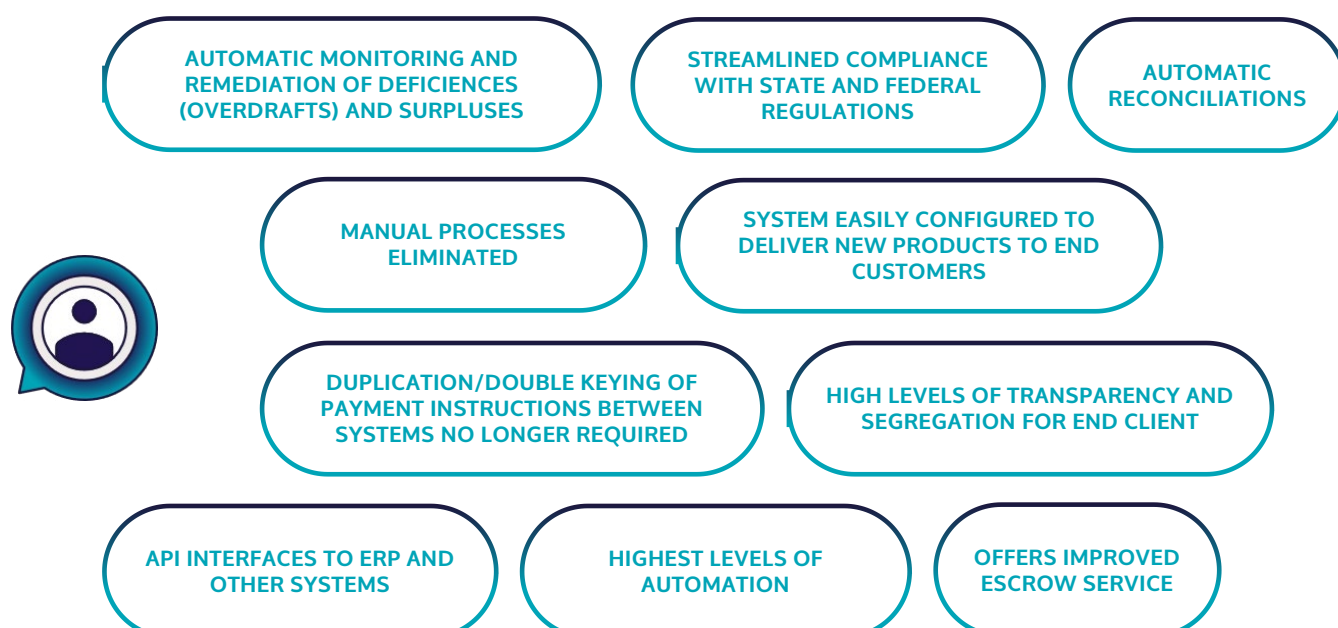 AUTOMATIC MONITORING AND
REMEDIATION OF DEFICIENCES
(OVERDRAFTS) AND SURPLUSES
STREAMLINED COMPLIANCE
WITH STATE AND FEDERAL
REGULATIONS
AUTOMATIC
RECONCILIATIONS
MANUAL PROCESSES
ELIMINATED
SYSTEM EASILY CONFIGURED TO
DELIVER NEW PRODUCTS TO END
CUSTOMERS
DUPLICATION/DOUBLE KEYING OF
PAYMENT INSTRUCTIONS BETWEEN
SYSTEMS NO LONGER REQUIRED
HIGH LEVELS OF TRANSPARENCY AND
SEGREGATION FOR END CLIENT
API INTERFACES TO ERP AND
OTHER SYSTEMS
HIGHEST LEVELS OF
AUTOMATION
OFFERS IMPROVED
ESCROW SERVICE